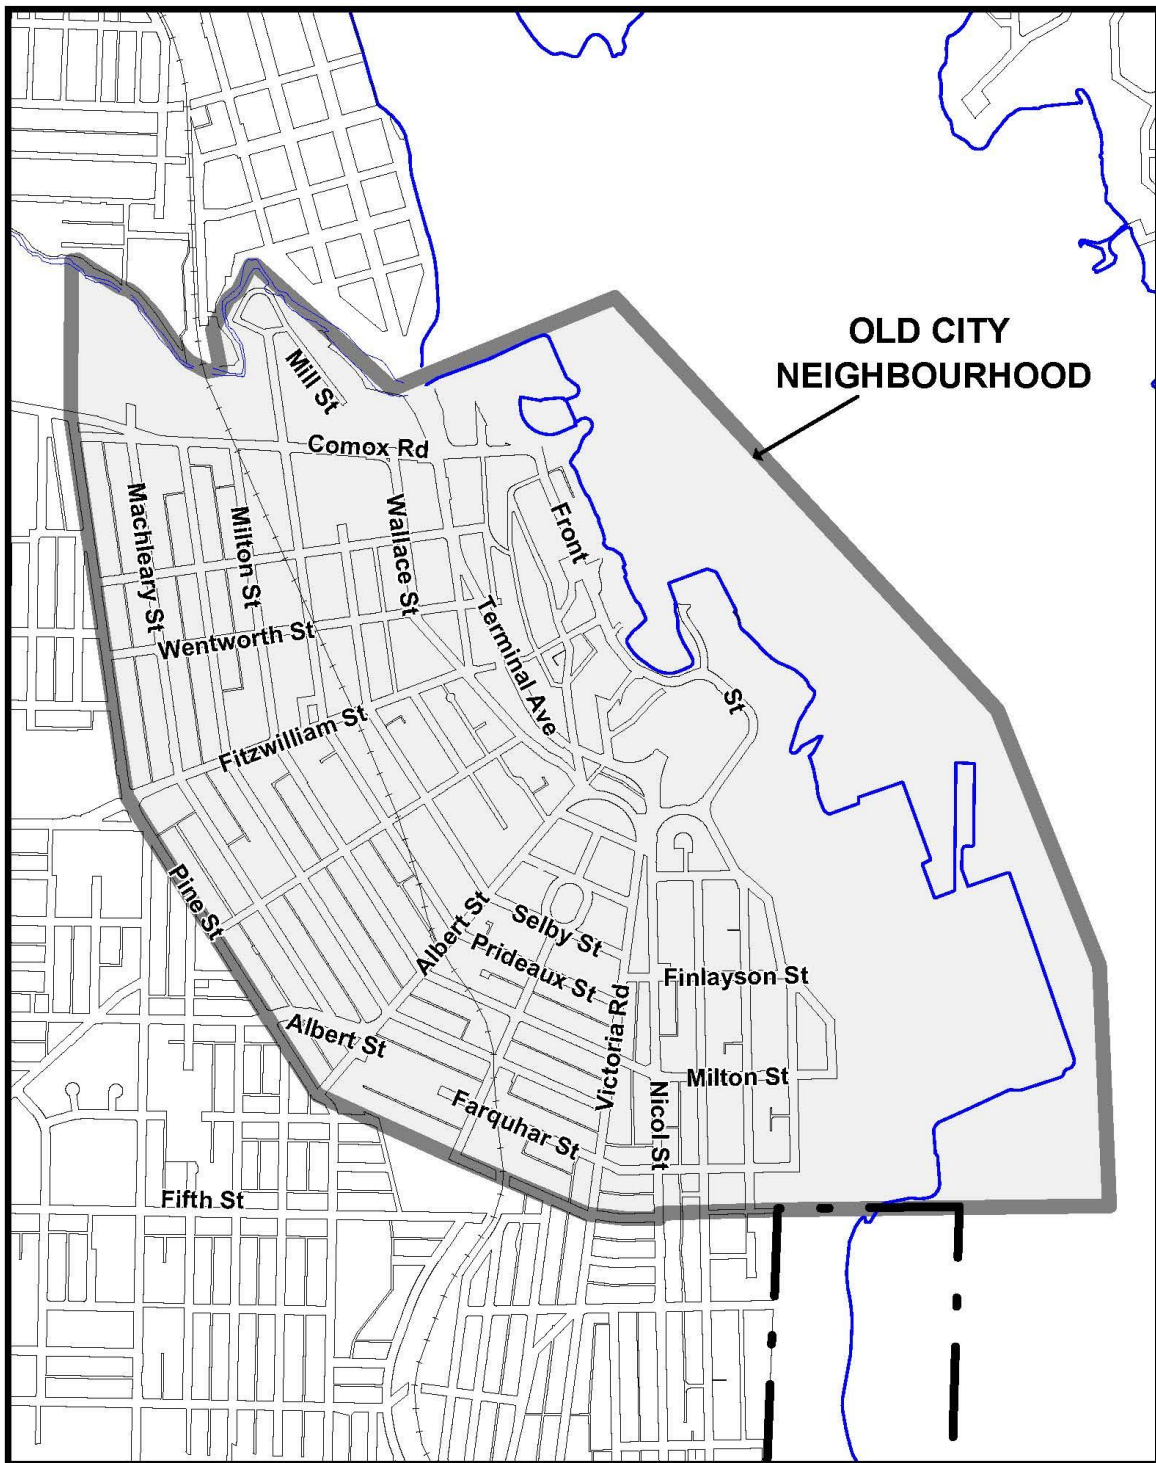 OLD CITY
NEIGHBOURHOOD
Mill St
Comox Rd
Machleary St
Milton St
Wallace St
Front
Terminal Ave
Wentworth St
St
Fitzwilliam St
Pine St
Albert St
Selby St
Prideaux St
Finlayson St
Victoria Rd
Albert St
Milton St
Nicol St
Farquhar St
Fifth St